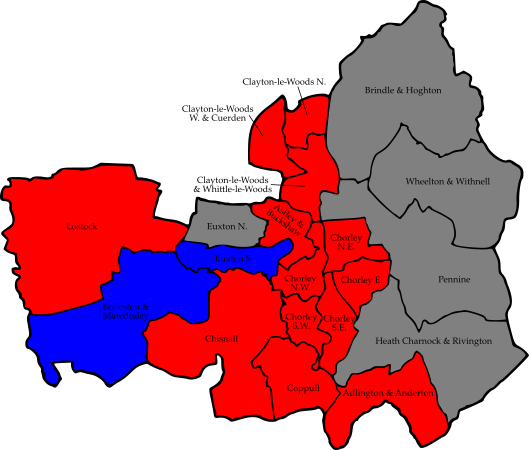 Clayton-le-Woods N.
Brindle & Hoghton
Clayton-le-Woods
W. & Cuerden
Clayton-le-Woods
& Whittle-le-Woods
Wheelton & Withnell
Lostock
Euxton N.
Astley &
Buckshaw
Chorley
N.E.
Euxton S.
Pennine
Chorley
N.W.
Chorley E.
Eccleston &
Mawdesley
Chorley
S.W.
Chorley
S.E.
Chisnall
Heath Charnock & Rivington
Coppull
Adlington & Anderton